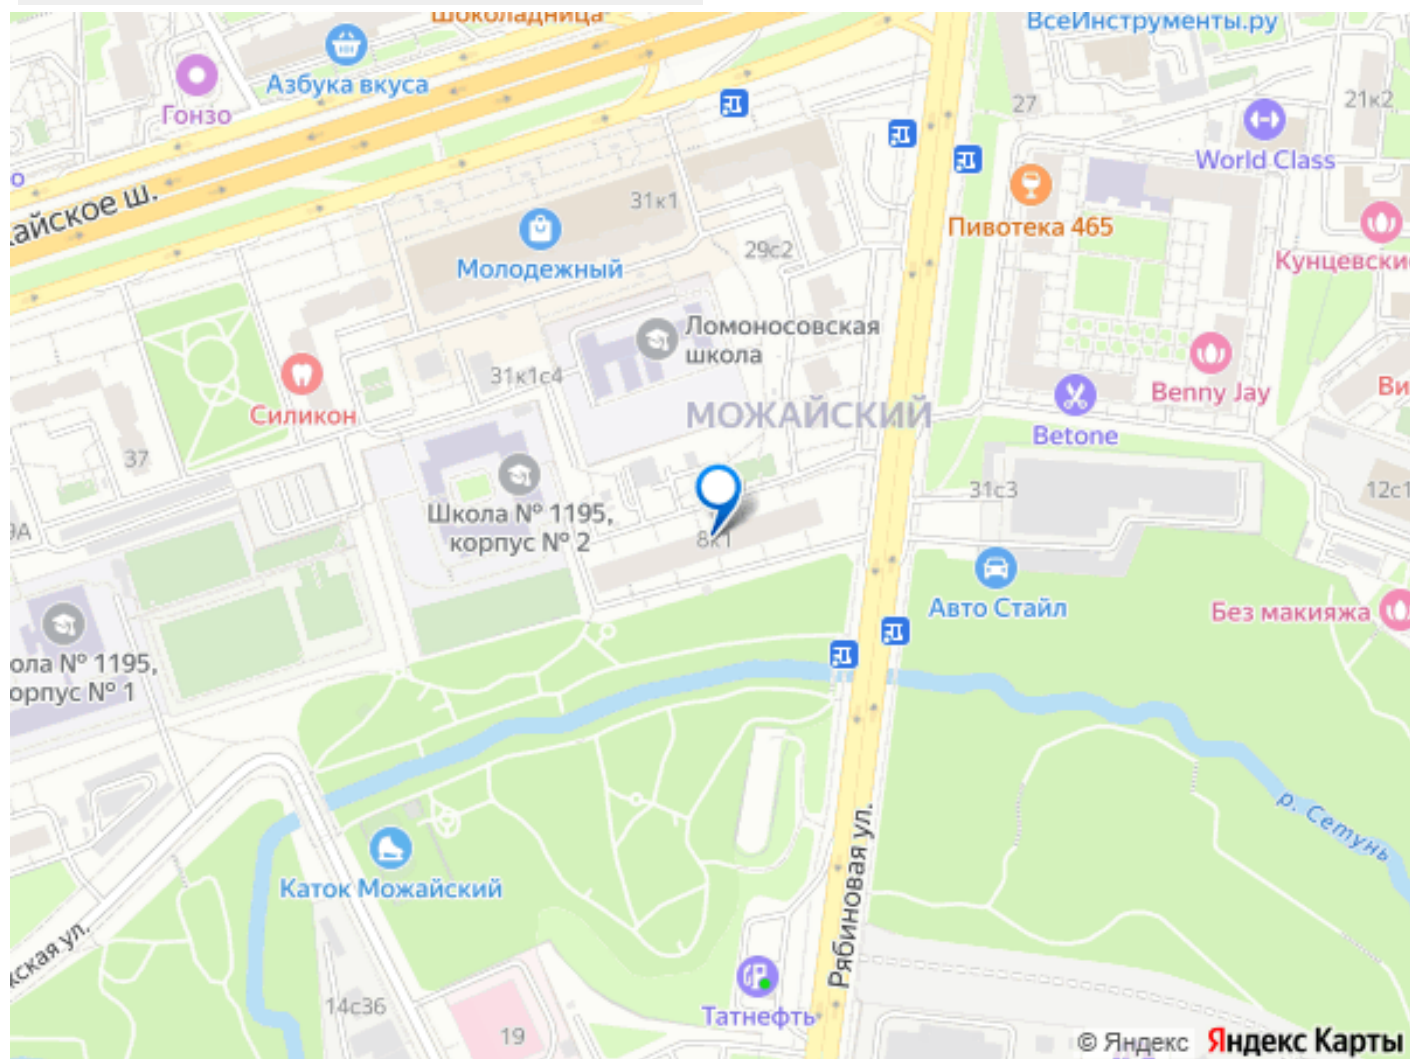 Шоколадница
ВсеИнструменты.ру
Азбука вкуса
Гонзо
27
21к2
World Class
о
кайское ш.
31к1
Пивотека 465
29с2
Молодежный
Кунцевские
Ломоносовская
школа
31к1с4
Силикон
Benny Jay
Ви
МОЖАЙСКИЙ
Betone
37
31с3
12с1
Школа № 1195,
корпус № 2
9А
8к1
Авто Стайл
Без макияжа
ола № 1195,
орпус № 1
р. Сетунь
Рябиновая ул.
Каток Можайский
ская ул.
14с36
19
Татнефть
© Яндекс Яндекс Карты